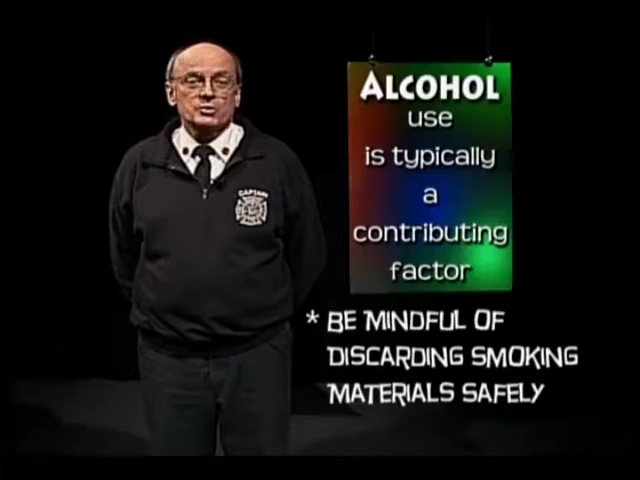 ALCOHOL
use
is typically
a
contributing
factor
* BE MINDFUL OF
DISCARDING SMOKING
MATERIALS SAFELY
CAPTAIN